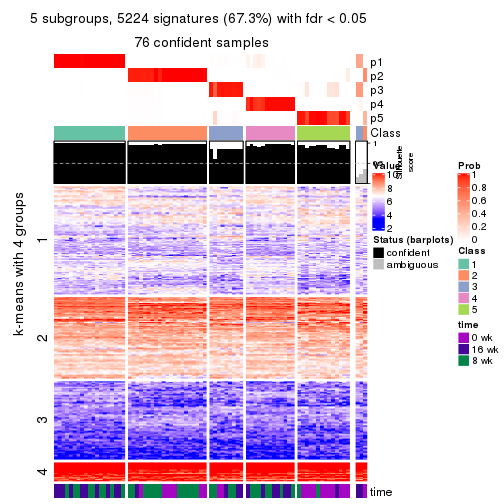 5 subgroups, 5224 signatures (67.3%) with fdr < 0.05
76 confident samples
p1
p2
p3
p4
p5
Class
1
Silhouette
score
k-means with 4 groups
1
2
3
4
time
Value
10
8
6
4
2
Status (barplots)
confident
ambiguous
Prob
1
0.8
0.6
0.4
0.2
0
Class
1
2
3
4
5
time
0 wk
16 wk
8 wk